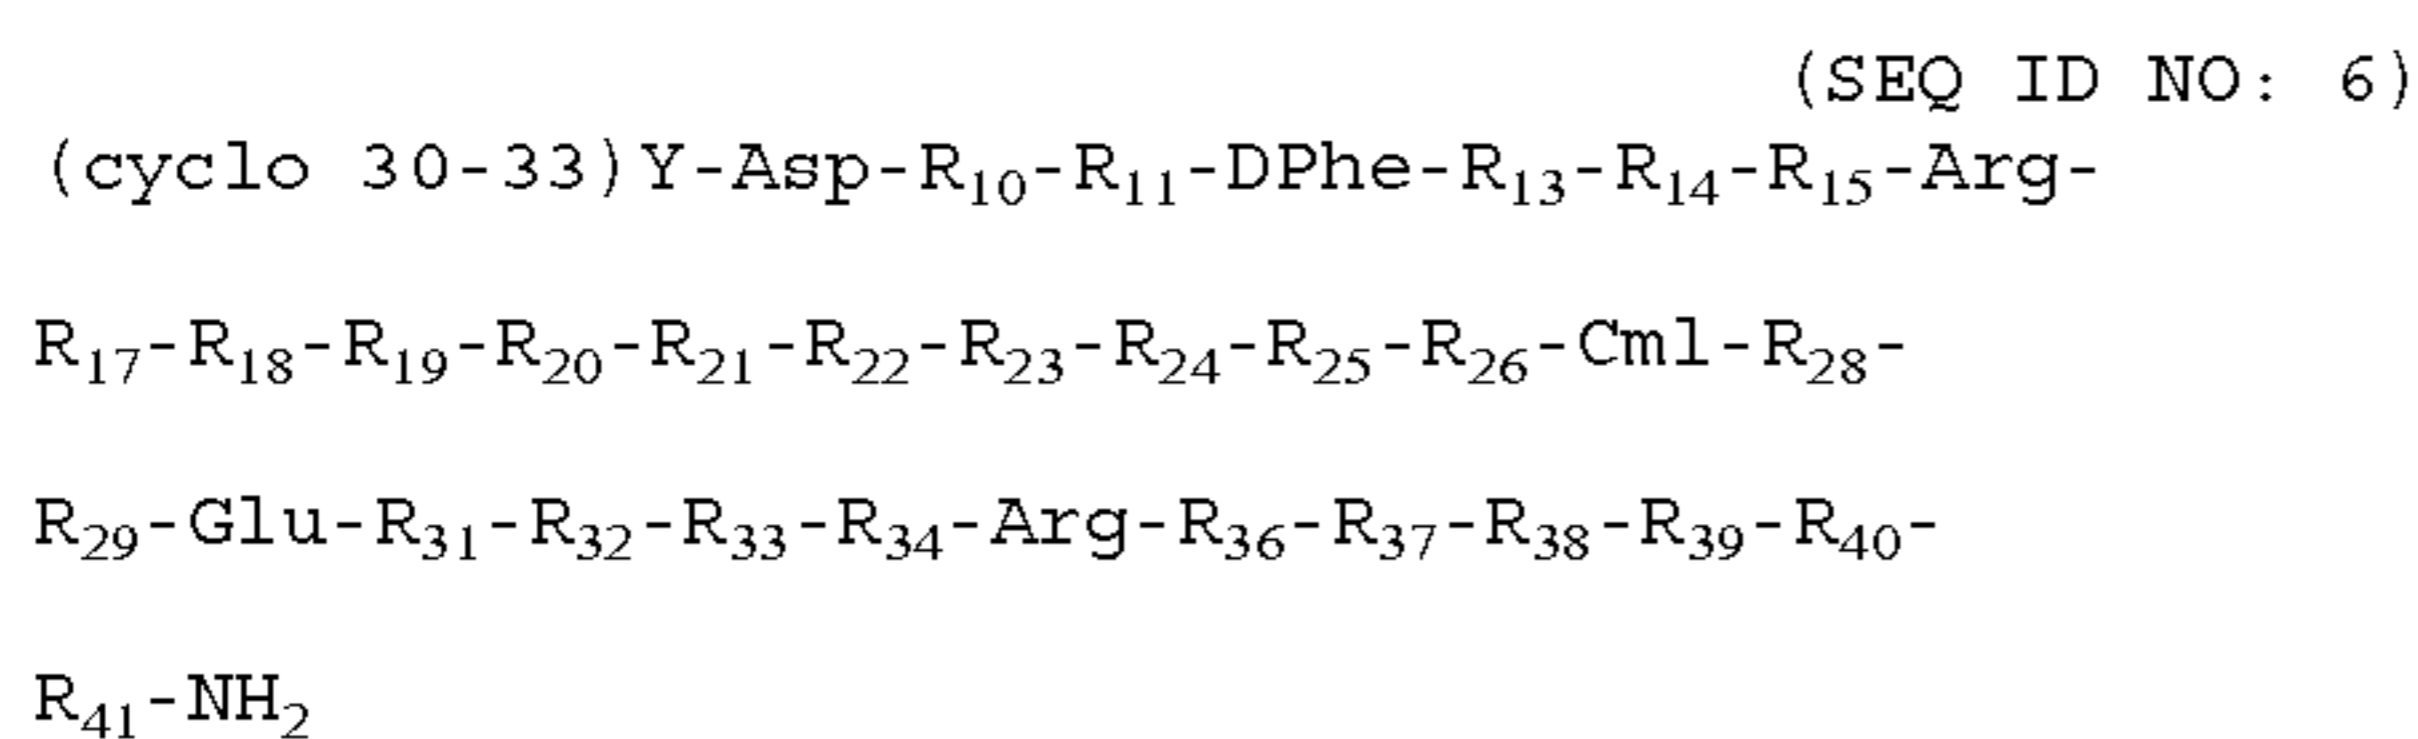 (SEQ ID NO: 6)
(cyclo 30-33)Y-Asp-R₁₀-R₁₁-DPhe-R₁₃-R₁₄-R₁₅-Arg-
R₁₇-R₁₈-R₁₉-R₂₀-R₂₁-R₂₂-R₂₃-R₂₄-R₂₅-R₂₆-Cml-R₂₈-
R₂₉-Glu-R₃₁-R₃₂-R₃₃-R₃₄-Arg-R₃₆-R₃₇-R₃₈-R₃₉-R₄₀-
R₄₁-NH₂